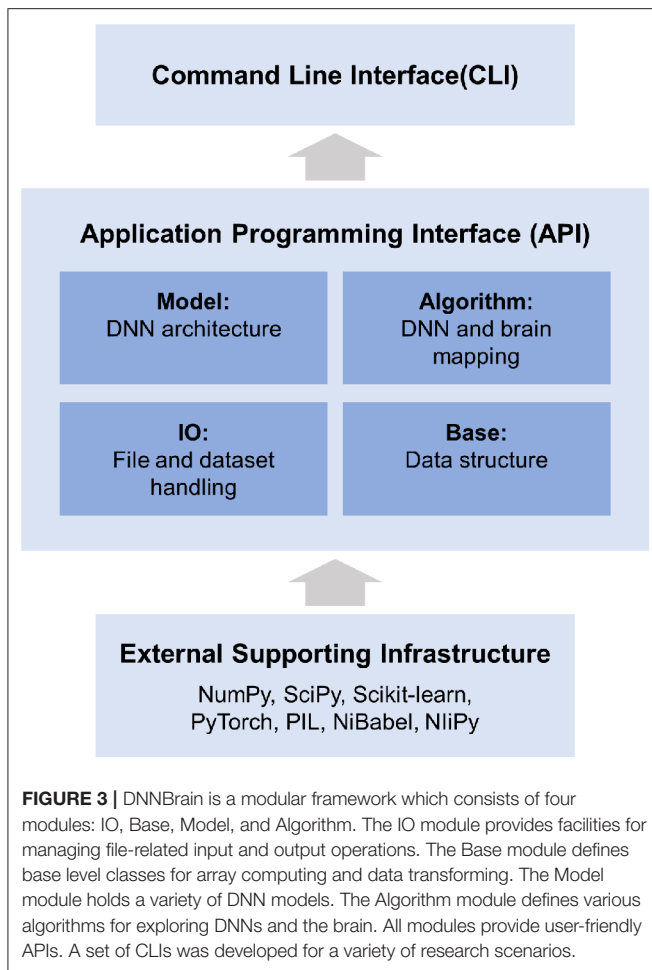 Command Line Interface(CLI)
Application Programming Interface (API)
Model:
DNN architecture
Algorithm:
DNN and brain
mapping
IO:
File and dataset
handling
Base:
Data structure
External Supporting Infrastructure
NumPy, SciPy, Scikit-learn,
PyTorch, PIL, NiBabel, NliPy
FIGURE 3 | DNNBrain is a modular framework which consists of four
modules: IO, Base, Model, and Algorithm. The IO module provides facilities for
managing file-related input and output operations. The Base module defines
base level classes for array computing and data transforming. The Model
module holds a variety of DNN models. The Algorithm module defines various
algorithms for exploring DNNs and the brain. All modules provide user-friendly
APIs. A set of CLIs was developed for a variety of research scenarios.